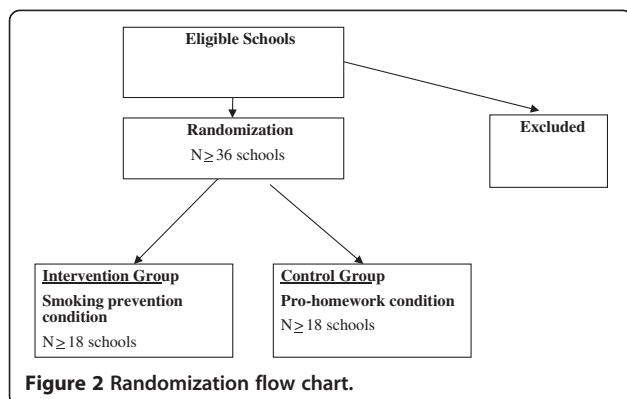 Eligible Schools
Randomization
N≥36 schools
Excluded
Intervention Group
Smoking prevention
condition
N≥18 schools
Control Group
Pro-homework condition
N≥18 schools
Figure 2 Randomization flow chart.